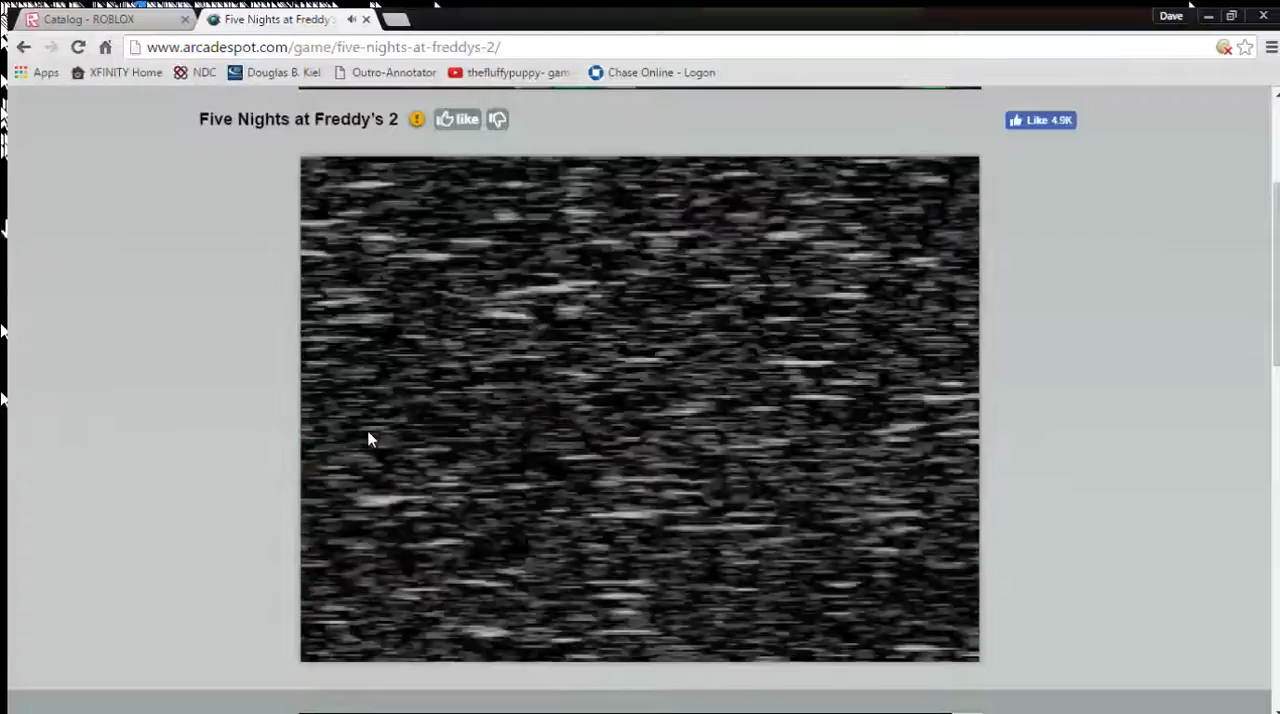 Catalog - ROBLOX
Five Nights at Freddy's
Dave
www.arcadespot.com/game/five-nights-at-freddys-2/
Apps
XFINITY Home
NDC
Douglas B. Kiel
Outro-Annotator
thefluffypuppy- gam
Chase Online - Logon
Five Nights at Freddy's 2
like
Like 4.9K